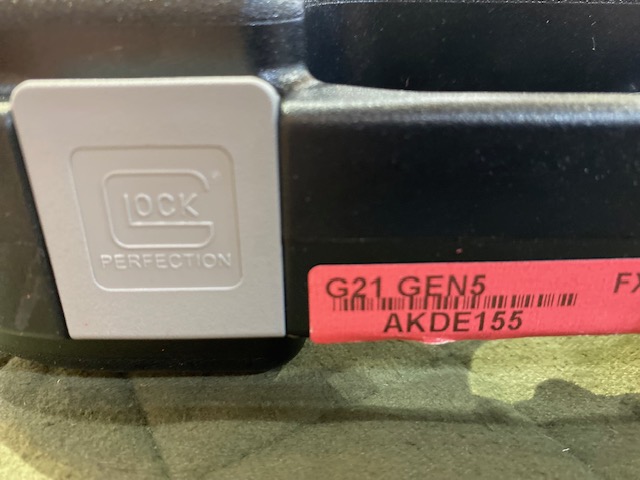 GLOCK
PERFECTION
G21 GEN5
FX
AKDE155